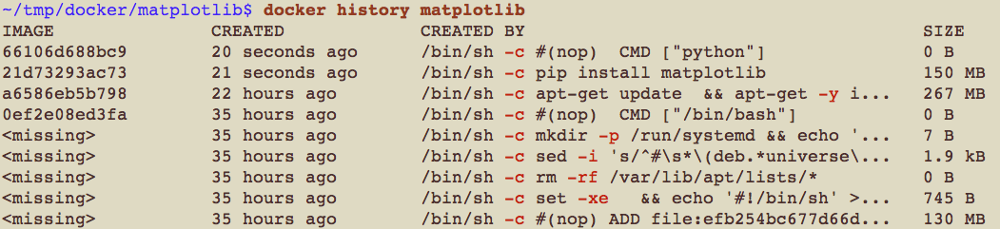 ~/tmp/docker/matplotlib$ docker history matplotlib
IMAGE CREATED CREATED BY SIZE
66106d688bc9 20 seconds ago /bin/sh -c #(nop) CMD ["python"] 0 B
21d73293ac73 21 seconds ago /bin/sh -c pip install matplotlib 150 MB
a6586eb5b798 22 hours ago /bin/sh -c apt-get update && apt-get -y i... 267 MB
0ef2e08ed3fa 35 hours ago /bin/sh -c #(nop) CMD ["/bin/bash"] 0 B
<missing> 35 hours ago /bin/sh -c mkdir -p /run/systemd && echo '... 7 B
<missing> 35 hours ago /bin/sh -c sed -i 's/^#\s*\(deb.*universe\... 1.9 kB
<missing> 35 hours ago /bin/sh -c rm -rf /var/lib/apt/lists/* 0 B
<missing> 35 hours ago /bin/sh -c set -xe && echo '#!/bin/sh' >... 745 B
<missing> 35 hours ago /bin/sh -c #(nop) ADD file:efb254bc677d66d... 130 MB